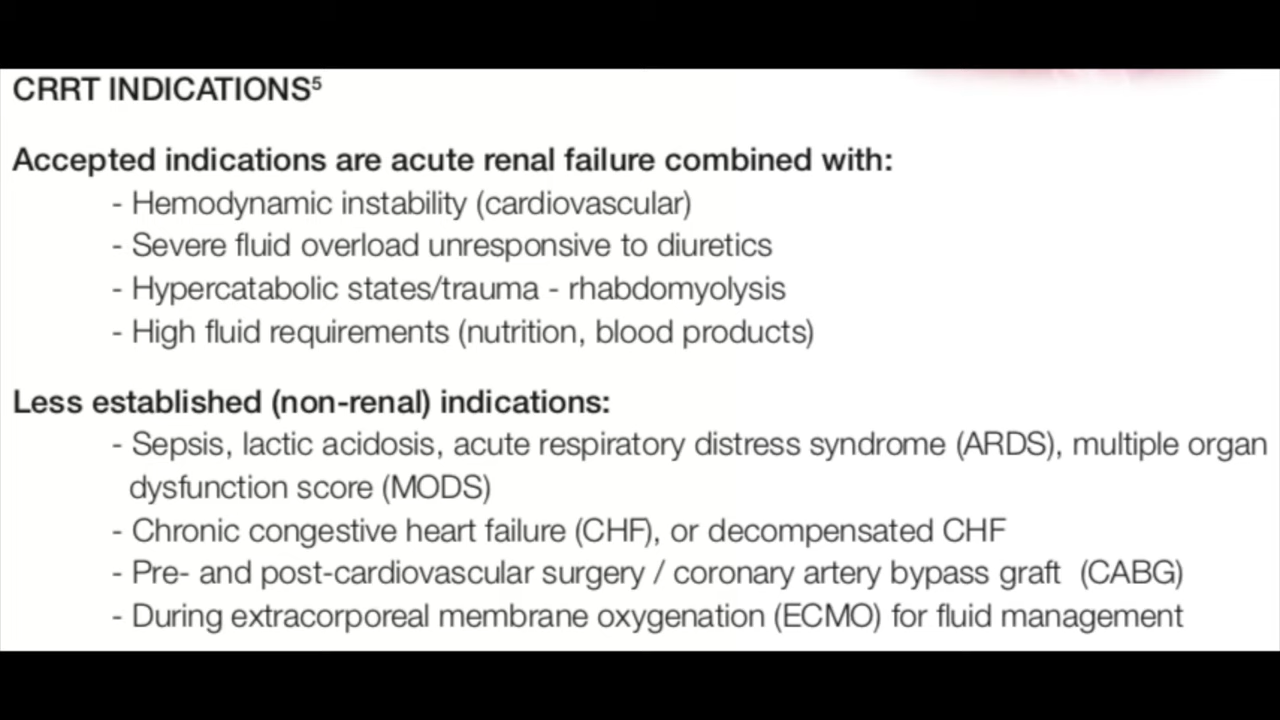 CRRT INDICATIONS⁵
Accepted indications are acute renal failure combined with:
- Hemodynamic instability (cardiovascular)
- Severe fluid overload unresponsive to diuretics
- Hypercatabolic states/trauma - rhabdomyolysis
- High fluid requirements (nutrition, blood products)
Less established (non-renal) indications:
- Sepsis, lactic acidosis, acute respiratory distress syndrome (ARDS), multiple organ
dysfunction score (MODS)
- Chronic congestive heart failure (CHF), or decompensated CHF
- Pre- and post-cardiovascular surgery / coronary artery bypass graft (CABG)
- During extracorporeal membrane oxygenation (ECMO) for fluid management